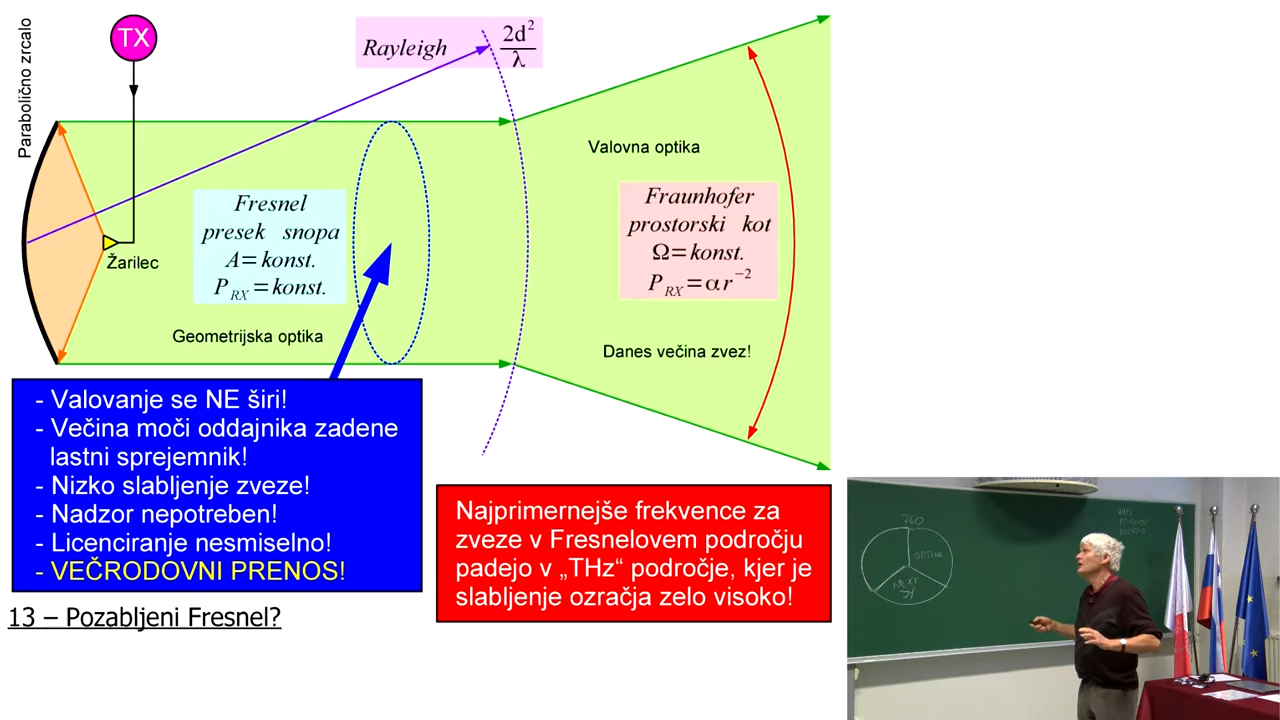 Parabolično zrcalo
TX
Rayleigh 2d²/λ
Žarilec
Fresnel
presek snopa
A=konst.
P_RX=konst.
Geometrijska optika
Valovna optika
Fraunhofer
prostorski kot
Ω=konst.
P_RX=αr⁻²
Danes večina zvez!
- Valovanje se NE širi!
- Večina moči oddajnika zadene
lastni sprejemnik!
- Nizko slabljenje zveze!
- Nadzor nepotreben!
- Licenciranje nesmiselno!
- VEČRODOVNI PRENOS!
Najprimernejše frekvence za
zveze v Fresnelovem področju
padejo v „THz“ področje, kjer je
slabljenje ozračja zelo visoko!
13 – Pozabljeni Fresnel?
760
OPTIKA
NEXT